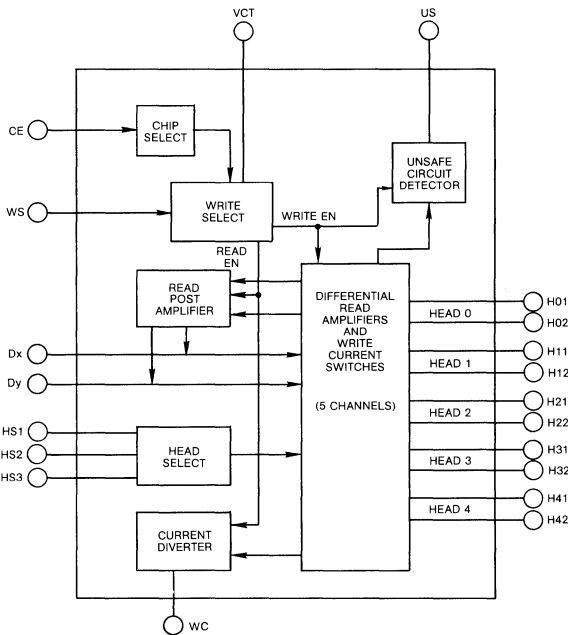 VCT
US
CE
CHIP
SELECT
UNSAFE
CIRCUIT
DETECTOR
WS
WRITE
SELECT
WRITE EN
READ
EN
READ
POST
AMPLIFIER
DIFFERENTIAL
READ
AMPLIFIERS
AND
WRITE
CURRENT
SWITCHES
(5 CHANNELS)
Dx
Dy
HS1
HS2
HS3
HEAD
SELECT
CURRENT
DIVERTER
WC
HEAD 0
H01
H02
HEAD 1
H11
H12
HEAD 2
H21
H22
HEAD 3
H31
H32
HEAD 4
H41
H42